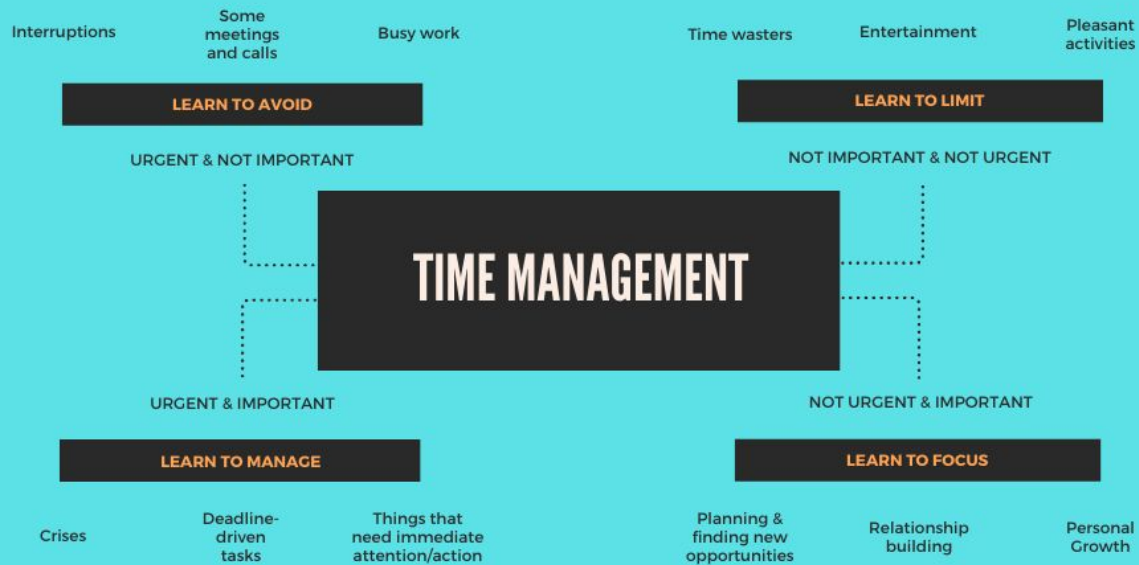 Interruptions
Some
meetings
and calls
Busy work
LEARN TO AVOID
URGENT & NOT IMPORTANT
Time wasters
Entertainment
Pleasant
activities
LEARN TO LIMIT
NOT IMPORTANT & NOT URGENT
TIME MANAGEMENT
URGENT & IMPORTANT
LEARN TO MANAGE
Crises
Deadline-
driven
tasks
Things that
need immediate
attention/action
NOT URGENT & IMPORTANT
LEARN TO FOCUS
Planning &
finding new
opportunities
Relationship
building
Personal
Growth